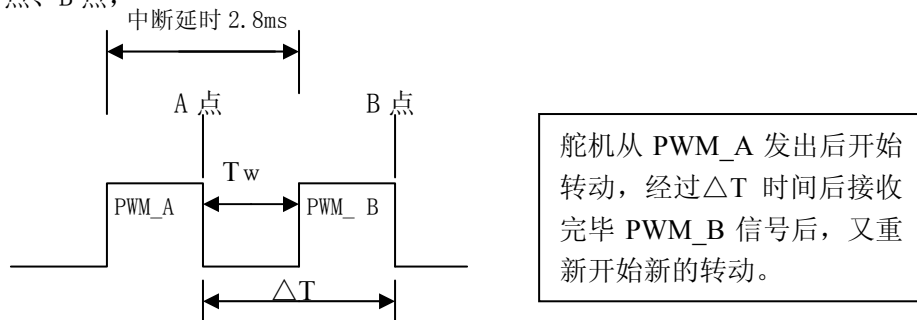 点、B 点，
中断延时 2.8ms
A 点
B 点
Tw
PWM_A
PWM_ B
△T
舵机从 PWM_A 发出后开始
转动，经过△T 时间后接收
完毕 PWM_B 信号后，又重
新开始新的转动。